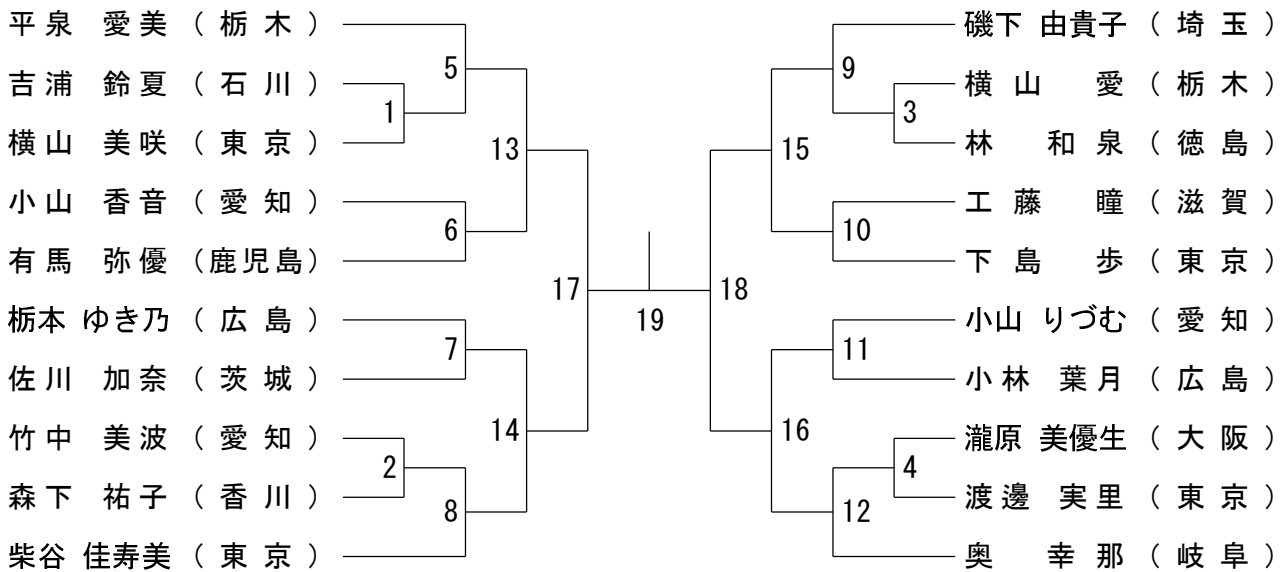 平泉 愛美 （ 栃 木 ）
吉浦 鈴夏 （ 石 川 ）
横山 美咲 （ 東 京 ）
小山 香音 （ 愛 知 ）
有馬 弥優 （鹿児島）
栃本 ゆき乃 （ 広 島 ）
佐川 加奈 （ 茨 城 ）
竹中 美波 （ 愛 知 ）
森下 祐子 （ 香 川 ）
柴谷 佳寿美 （ 東 京 ）
5
1
13
6
17
7
14
2
8
19
9
3
15
10
18
11
16
4
12
磯下 由貴子 （ 埼 玉 ）
横山 愛 （ 栃 木 ）
林 和泉 （ 徳 島 ）
工藤 瞳 （ 滋 賀 ）
下島 歩 （ 東 京 ）
小山 りづむ （ 愛 知 ）
小林 葉月 （ 広 島 ）
瀧原 美優生 （ 大 阪 ）
渡邊 実里 （ 東 京 ）
奥 幸那 （ 岐 阜 ）